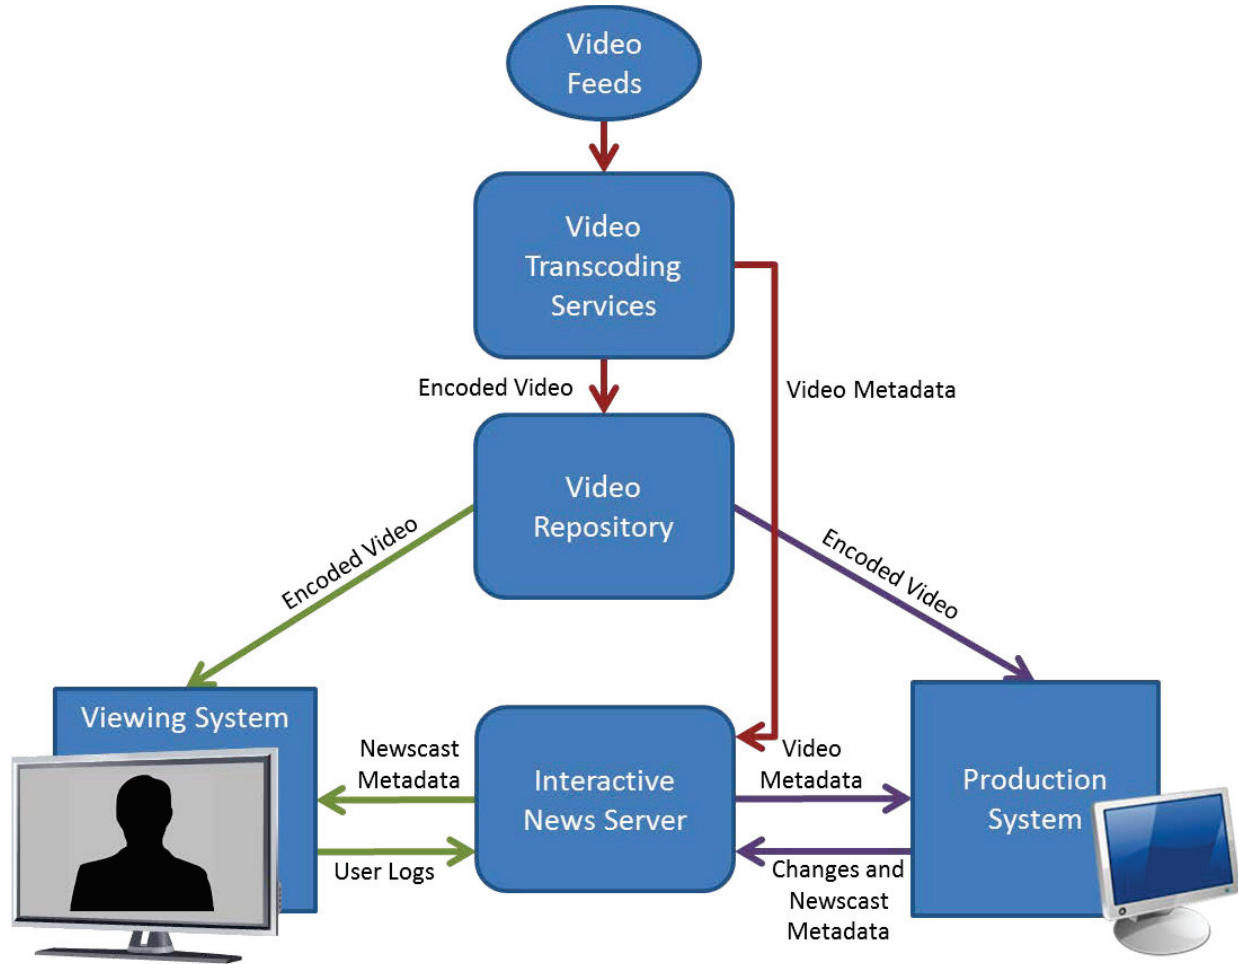 Video
Feeds
Video
Transcoding
Services
Encoded Video
Video Metadata
Video
Repository
Encoded Video
Encoded Video
Viewing System
Newscast
Metadata
Interactive
News Server
Video
Metadata
Production
System
User Logs
Changes and
Newscast
Metadata